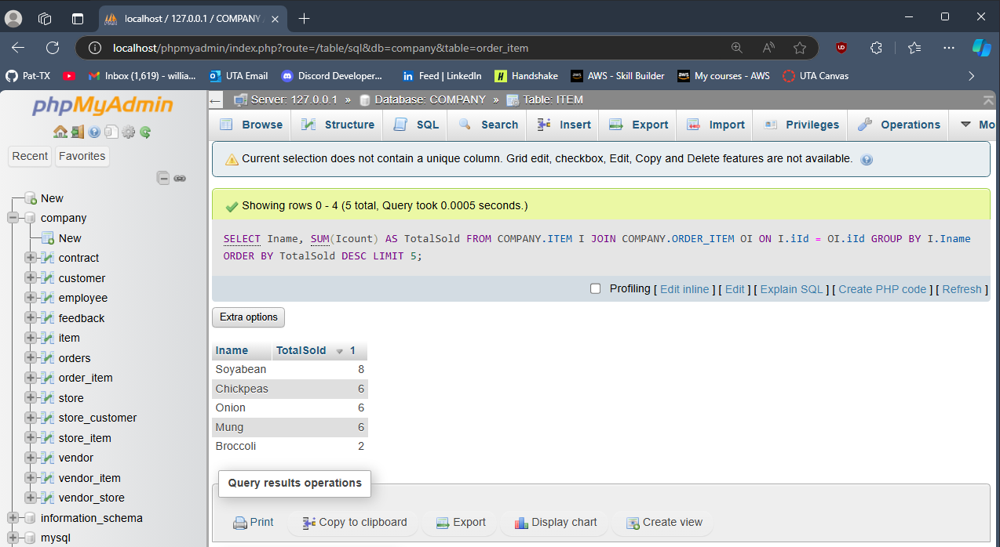 localhost / 127.0.0.1 / COMPANY
localhost/phpmyadmin/index.php?route=/table/sql&db=company&table=order_item
Pat-TX
Inbox (1,619) - willia...
UTA Email
Discord Developer...
Feed | LinkedIn
Handshake
AWS - Skill Builder
My courses - AWS
UTA Canvas
phpMyAdmin
Recent
Favorites
New
company
New
contract
customer
employee
feedback
item
orders
order_item
store
store_customer
store_item
vendor
vendor_item
vendor_store
information_schema
mysql
Server: 127.0.0.1 » Database: COMPANY » Table: ITEM
Browse
Structure
SQL
Search
Insert
Export
Import
Privileges
Operations
Mo
Current selection does not contain a unique column. Grid edit, checkbox, Edit, Copy and Delete features are not available.
Showing rows 0 - 4 (5 total, Query took 0.0005 seconds.)
SELECT Iname, SUM(Icount) AS TotalSold FROM COMPANY.ITEM I JOIN COMPANY.ORDER_ITEM OI ON I.iId = OI.iId GROUP BY I.Iname
ORDER BY TotalSold DESC LIMIT 5;
Profiling [ Edit inline ] [ Edit ] [ Explain SQL ] [ Create PHP code ] [ Refresh ]
Extra options
Iname TotalSold 1
Soyabean 8
Chickpeas 6
Onion 6
Mung 6
Broccoli 2
Query results operations
Print
Copy to clipboard
Export
Display chart
Create view